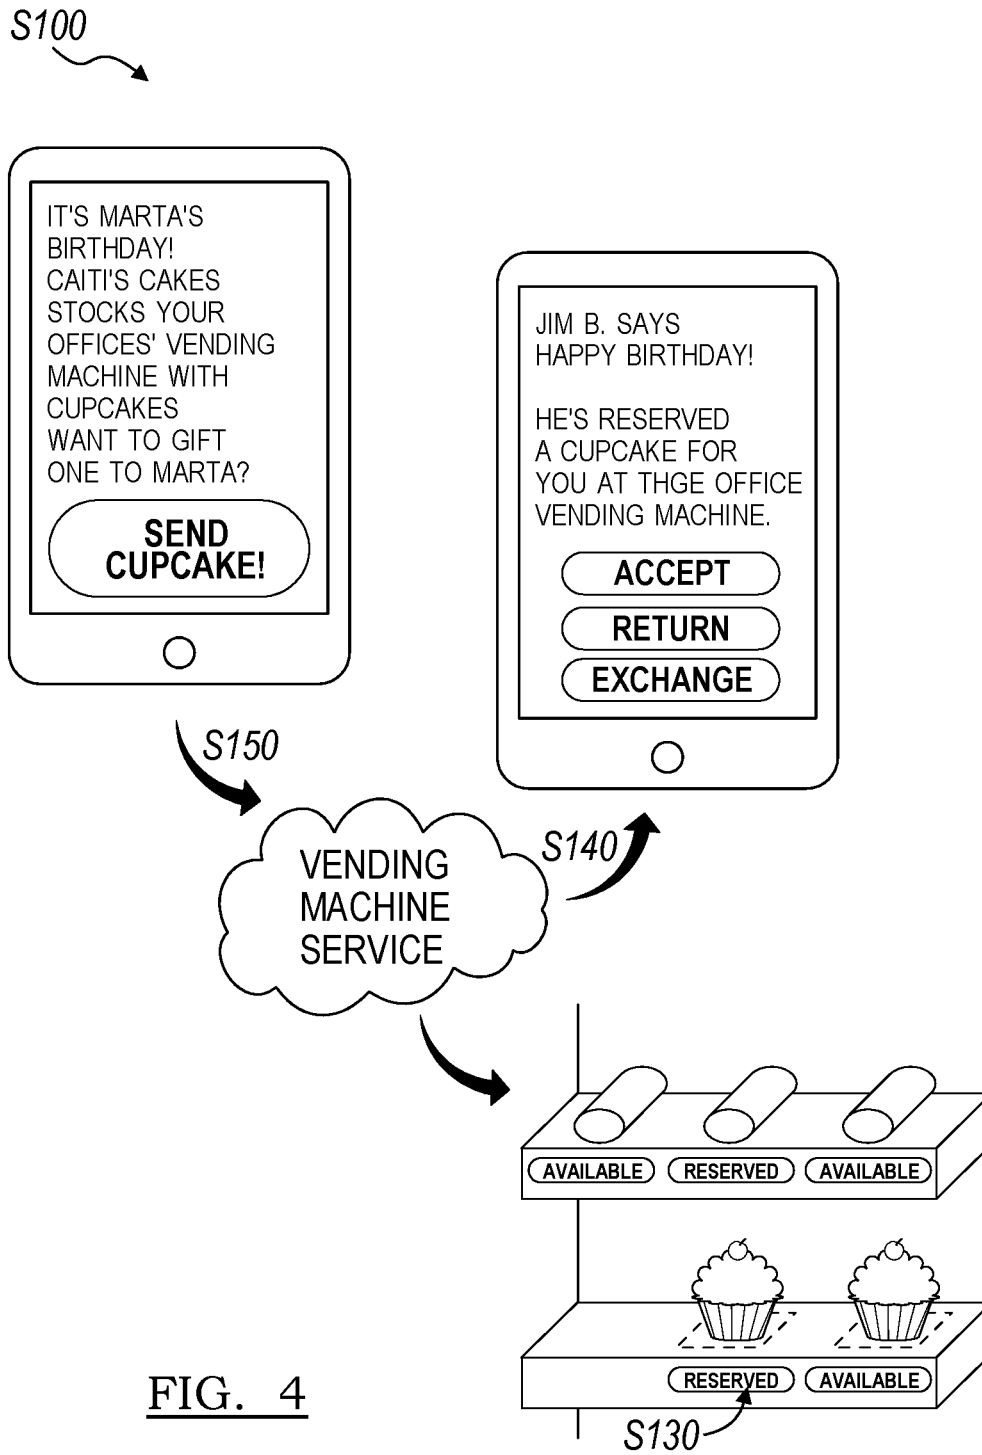 S100
IT'S MARTA'S
BIRTHDAY!
CAITI'S CAKES
STOCKS YOUR
OFFICES' VENDING
MACHINE WITH
CUPCAKES
WANT TO GIFT
ONE TO MARTA?
SEND
CUPCAKE!
JIM B. SAYS
HAPPY BIRTHDAY!
HE'S RESERVED
A CUPCAKE FOR
YOU AT THGE OFFICE
VENDING MACHINE.
ACCEPT
RETURN
EXCHANGE
S150
S140
VENDING
MACHINE
SERVICE
AVAILABLE RESERVED AVAILABLE
RESERVED AVAILABLE
S130
FIG. 4